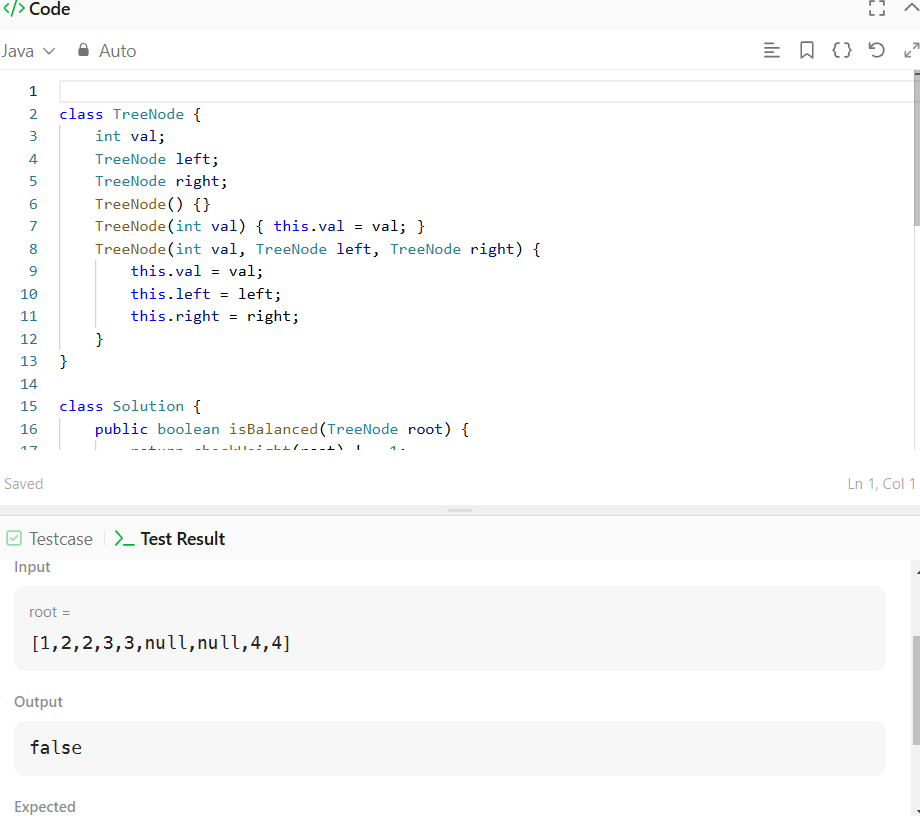 </> Code
Java Auto
1
2 class TreeNode {
3 int val;
4 TreeNode left;
5 TreeNode right;
6 TreeNode() {}
7 TreeNode(int val) { this.val = val; }
8 TreeNode(int val, TreeNode left, TreeNode right) {
9 this.val = val;
10 this.left = left;
11 this.right = right;
12 }
13 }
14
15 class Solution {
16 public boolean isBalanced(TreeNode root) {
17 return checkHeight(root)
Saved Ln 1, Col 1
Testcase Test Result
Input
root =
[1,2,2,3,3,null,null,4,4]
Output
false
Expected